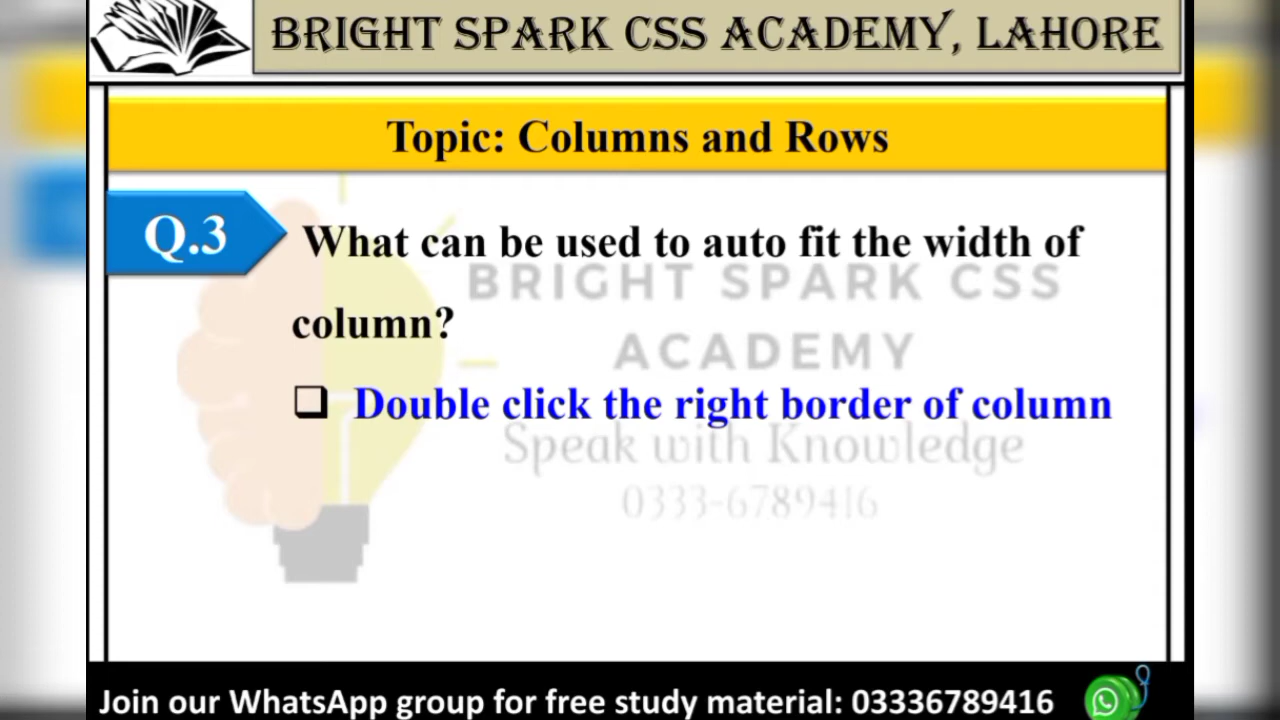 BRIGHT SPARK CSS ACADEMY, LAHORE
Topic: Columns and Rows
Q.3
What can be used to auto fit the width of
BRIGHT SPARK CSS
column?
ACADEMY
Double click the right border of column
Speak with Knowledge
0333-6789416
Join our WhatsApp group for free study material: 03336789416